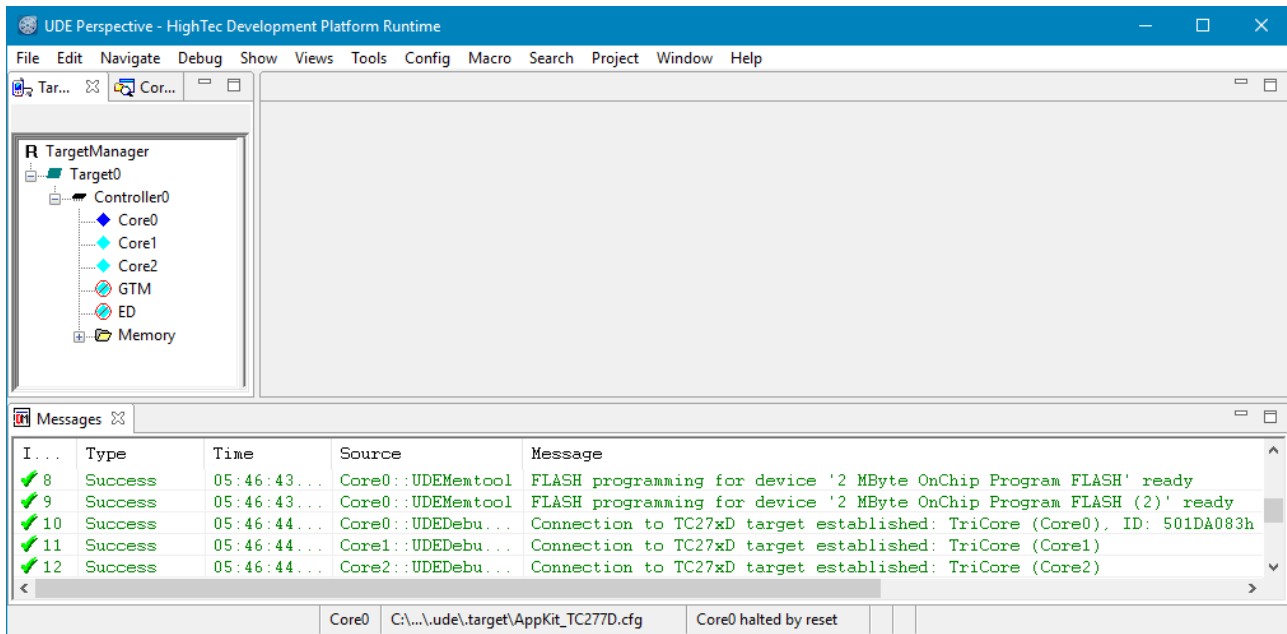 UDE Perspective - HighTec Development Platform Runtime
File Edit Navigate Debug Show Views Tools Config Macro Search Project Window Help
Tar... Cor...
R TargetManager
Target0
Controller0
Core0
Core1
Core2
GTM
ED
Memory
Messages
I... Type Time Source Message
8 Success 05:46:43... Core0::UDEMemtool FLASH programming for device '2 MByte OnChip Program FLASH' ready
9 Success 05:46:43... Core0::UDEMemtool FLASH programming for device '2 MByte OnChip Program FLASH (2)' ready
10 Success 05:46:44... Core0::UDEDebu... Connection to TC27xD target established: TriCore (Core0), ID: 501DA083h
11 Success 05:46:44... Core1::UDEDebu... Connection to TC27xD target established: TriCore (Core1)
12 Success 05:46:44... Core2::UDEDebu... Connection to TC27xD target established: TriCore (Core2)
Core0 C:\...\.ude\.target\AppKit_TC277D.cfg Core0 halted by reset